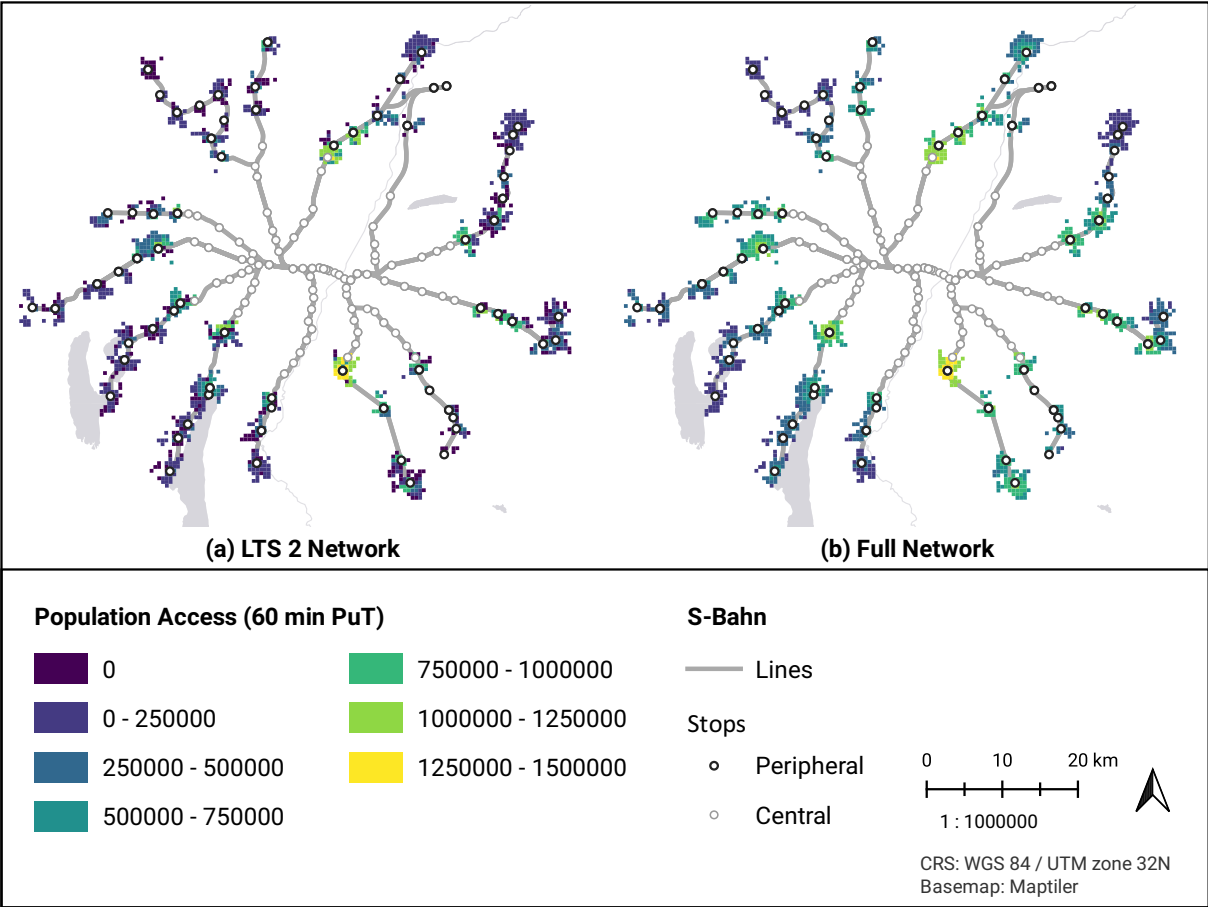 (a) LTS 2 Network
(b) Full Network
Population Access (60 min PuT)
0
0 - 250000
250000 - 500000
500000 - 750000
750000 - 1000000
1000000 - 1250000
1250000 - 1500000
S-Bahn
Lines
Stops
Peripheral
Central
0 10 20 km
1 : 1000000
CRS: WGS 84 / UTM zone 32N
Basemap: Maptiler